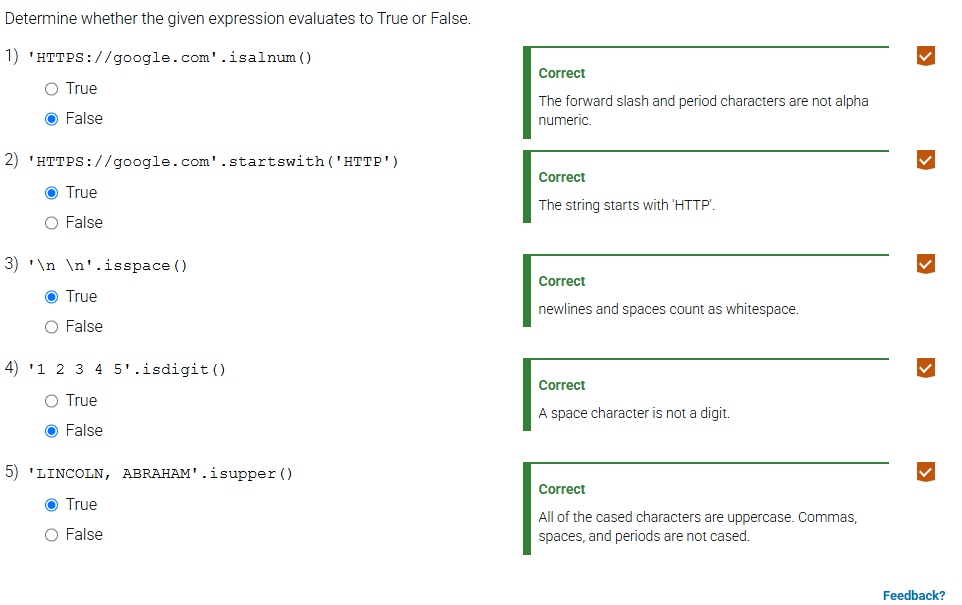 Determine whether the given expression evaluates to True or False.
1) 'HTTPS://google.com'.isalnum()
True
False
Correct
The forward slash and period characters are not alpha
numeric.
2) 'HTTPS://google.com'.startswith('HTTP')
True
False
Correct
The string starts with 'HTTP'.
3) '\n \n'.isspace()
True
False
Correct
newlines and spaces count as whitespace.
4) '1 2 3 4 5'.isdigit()
True
False
Correct
A space character is not a digit.
5) 'LINCOLN, ABRAHAM'.isupper()
True
False
Correct
All of the cased characters are uppercase. Commas,
spaces, and periods are not cased.
Feedback?